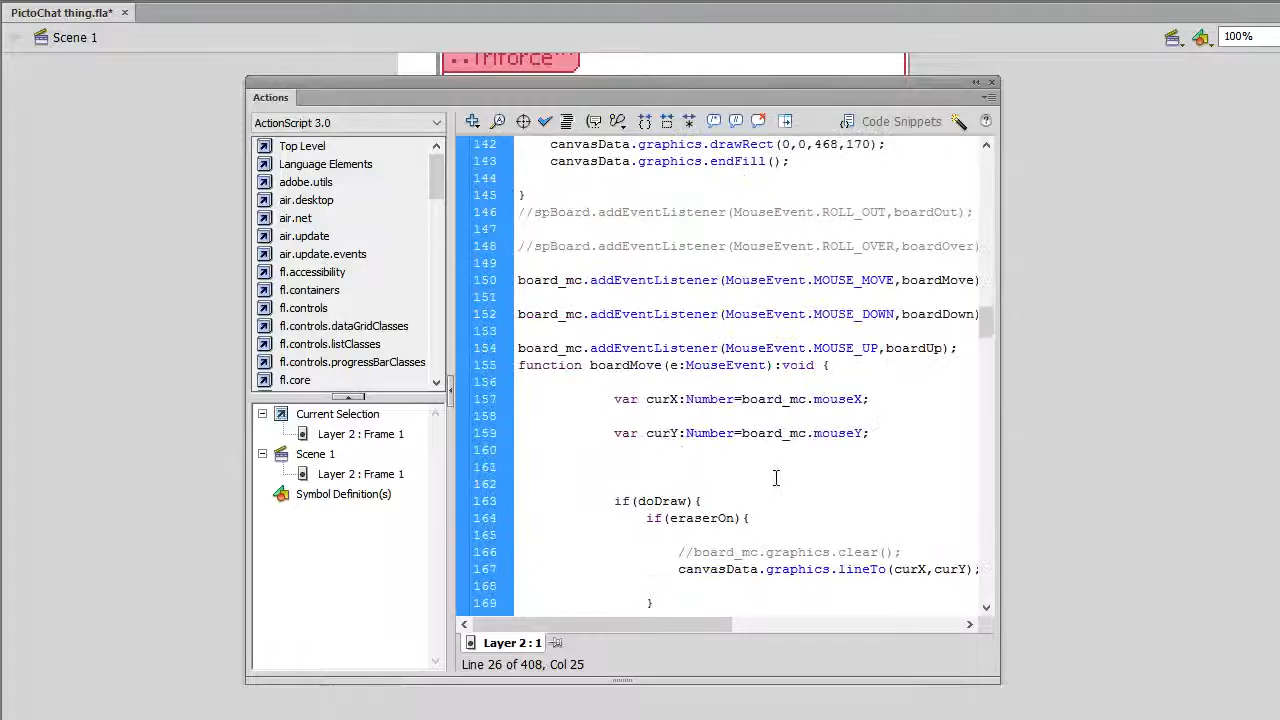 PictoChat thing.fla* ×
Scene 1
100%
..Triforce
Actions
ActionScript 3.0
Code Snippets
Top Level
Language Elements
adobe.utils
air.desktop
air.net
air.update
air.update.events
fl.accessibility
fl.containers
fl.controls
fl.controls.dataGridClasses
fl.controls.listClasses
fl.controls.progressBarClasses
fl.core
Current Selection
Layer 2 : Frame 1
Scene 1
Layer 2 : Frame 1
Symbol Definition(s)
142 canvasData.graphics.drawRect(0,0,468,170);
143 canvasData.graphics.endFill();
144
145 }
146 //spBoard.addEventListener(MouseEvent.ROLL_OUT,boardOut);
147
148 //spBoard.addEventListener(MouseEvent.ROLL_OVER,boardOver)
149
150 board_mc.addEventListener(MouseEvent.MOUSE_MOVE,boardMove)
151
152 board_mc.addEventListener(MouseEvent.MOUSE_DOWN,boardDown)
153
154 board_mc.addEventListener(MouseEvent.MOUSE_UP,boardUp);
155 function boardMove(e:MouseEvent):void {
156
157 var curX:Number=board_mc.mouseX;
158
159 var curY:Number=board_mc.mouseY;
160
161
162
163 if(doDraw){
164 if(eraserOn){
165
166 //board_mc.graphics.clear();
167 canvasData.graphics.lineTo(curX,curY);
168
169 }
Layer 2 : 1
Line 26 of 408, Col 25